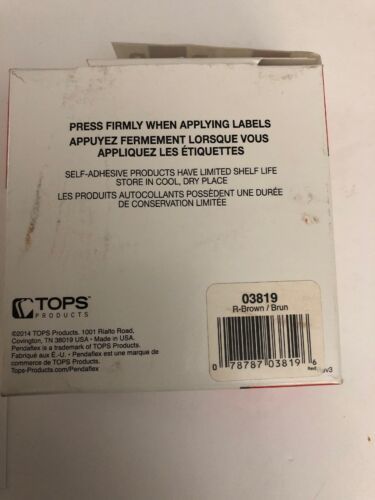 PRESS FIRMLY WHEN APPLYING LABELS
APPUYEZ FERMEMENT LORSQUE VOUS
APPLIQUEZ LES ÉTIQUETTES
SELF-ADHESIVE PRODUCTS HAVE LIMITED SHELF LIFE
STORE IN COOL, DRY PLACE
LES PRODUITS AUTOCOLLANTS POSSÈDENT UNE DURÉE
DE CONSERVATION LIMITÉE
TOPS
PRODUCTS
©2014 TOPS Products. 1001 Rialto Road,
Covington, TN 38019 USA • Made in USA.
Pendaflex is a trademark of TOPS Products.
Fabriqué aux É.-U. • Pendaflex est une marque
de commerce de TOPS Products.
Tops-Products.com/Pendaflex
03819
R-Brown / Brun
0 78787 03819 6